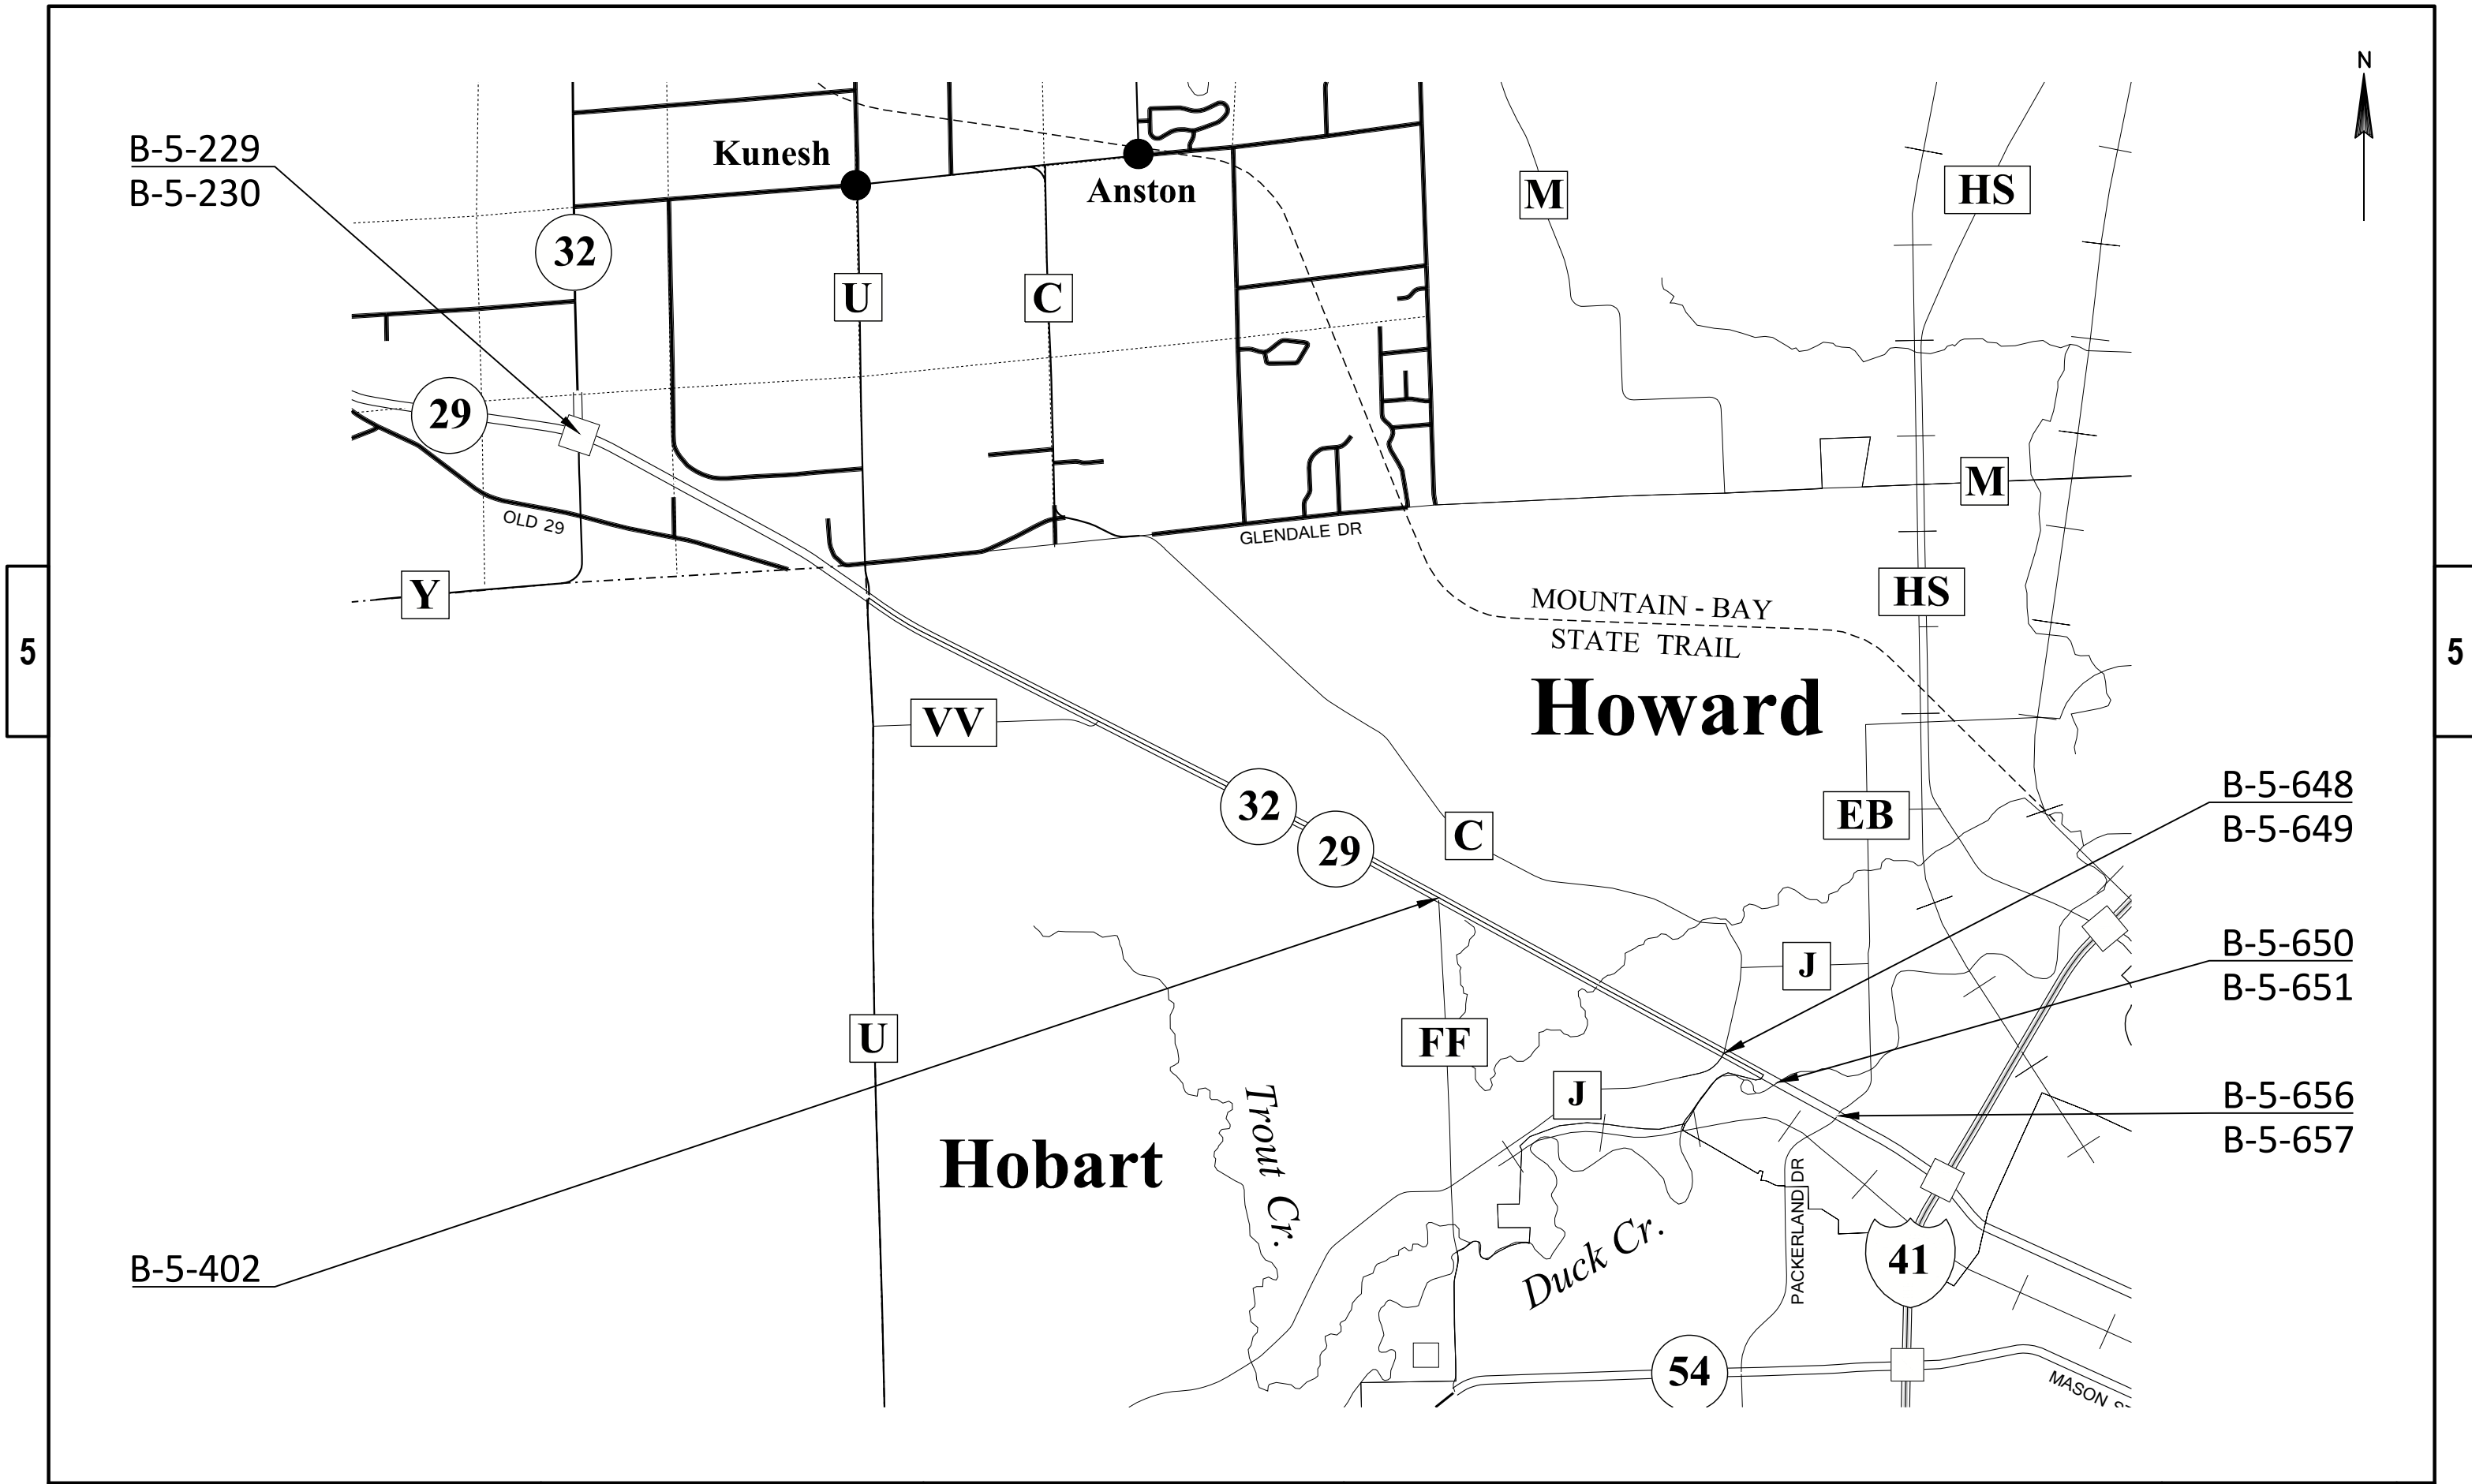 N
B-5-229
B-5-230
Kunesh
Anston
M
HS
32
U
C
29
M
OLD 29
GLENDALE DR
Y
HS
MOUNTAIN - BAY
STATE TRAIL
5
5
Howard
VV
32
29
C
EB
B-5-648
B-5-649
J
B-5-650
B-5-651
U
FF
J
B-5-656
B-5-657
Trout Cr.
Hobart
Duck Cr.
PACKERLAND DR
41
B-5-402
54
MASON